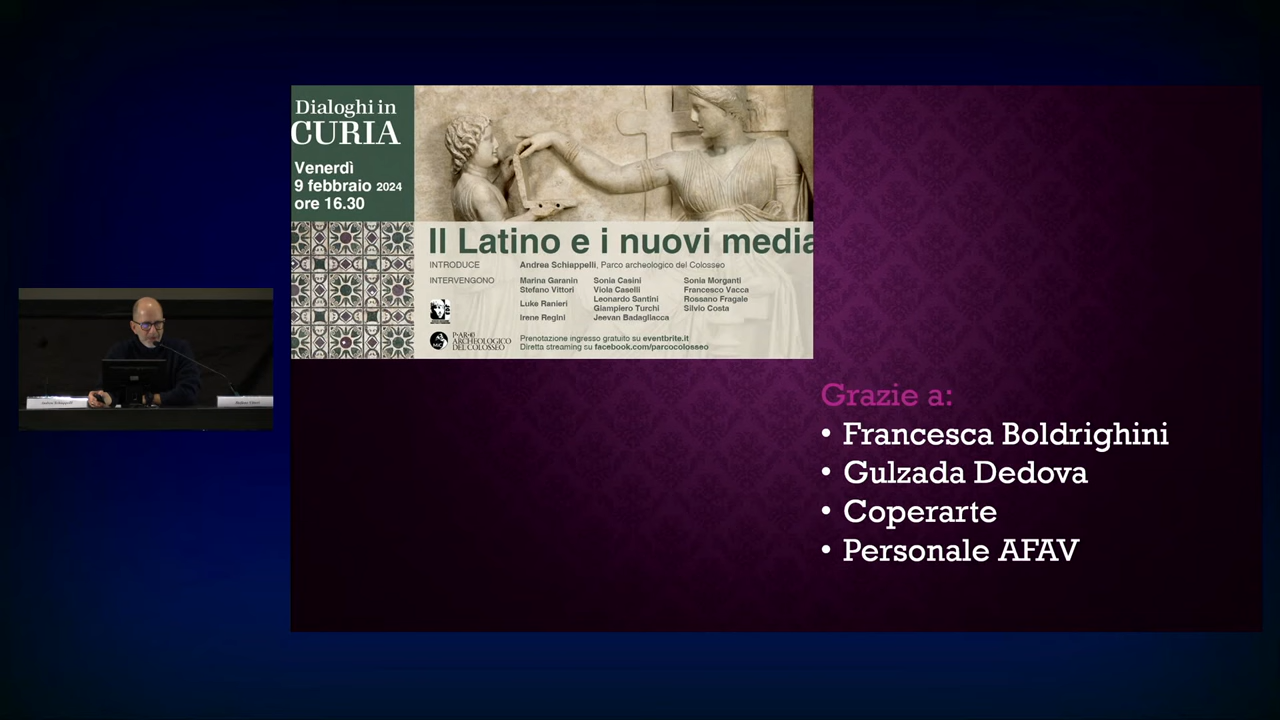 Dialoghi in
CURIA
Venerdì
9 febbraio 2024
ore 16.30
Il Latino e i nuovi media
INTRODUCE
Andrea Schiappelli, Parco archeologico del Colosseo
INTERVENGONO
Marina Garanin
Stefano Vittori
Luke Ranieri
Irene Regini
Sonia Casini
Viola Caselli
Leonardo Santini
Giampiero Turchi
Jeevan Badagliacca
Sonia Morganti
Francesco Vacca
Rossano Fragale
Silvio Costa
PARCO
ARCHEOLOGICO
DEL COLOSSEO
Prenotazione ingresso gratuito su eventbrite.it
Diretta streaming su facebook.com/parcocolosseo
Grazie a:
• Francesca Boldrighini
• Gulzada Dedova
• Coperarte
• Personale AFAV